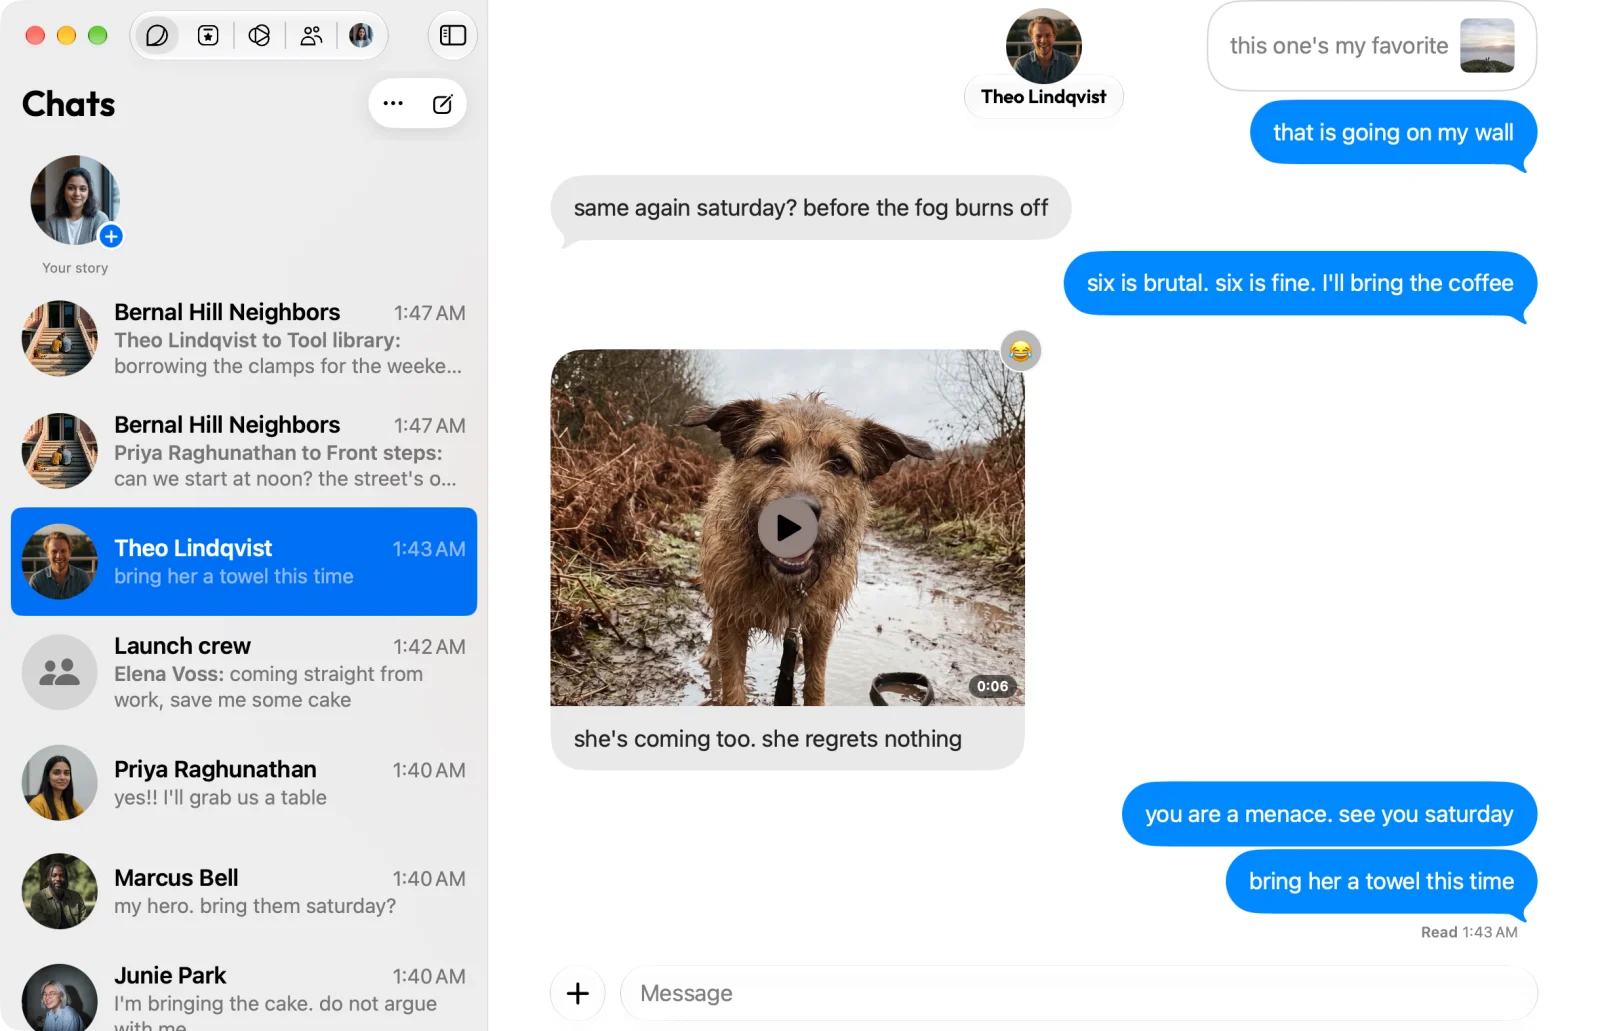 Chats
Your story
Bernal Hill Neighbors 1:47 AM
Theo Lindqvist to Tool library:
borrowing the clamps for the weeke...
Bernal Hill Neighbors 1:47 AM
Priya Raghunathan to Front steps:
can we start at noon? the street's o...
Theo Lindqvist 1:43 AM
bring her a towel this time
Launch crew 1:42 AM
Elena Voss: coming straight from
work, save me some cake
Priya Raghunathan 1:40 AM
yes!! I'll grab us a table
Marcus Bell 1:40 AM
my hero. bring them saturday?
Junie Park 1:40 AM
I'm bringing the cake. do not argue
with me
Theo Lindqvist
this one's my favorite
that is going on my wall
same again saturday? before the fog burns off
six is brutal. six is fine. I'll bring the coffee
0:06
she's coming too. she regrets nothing
you are a menace. see you saturday
bring her a towel this time
Read 1:43 AM
Message